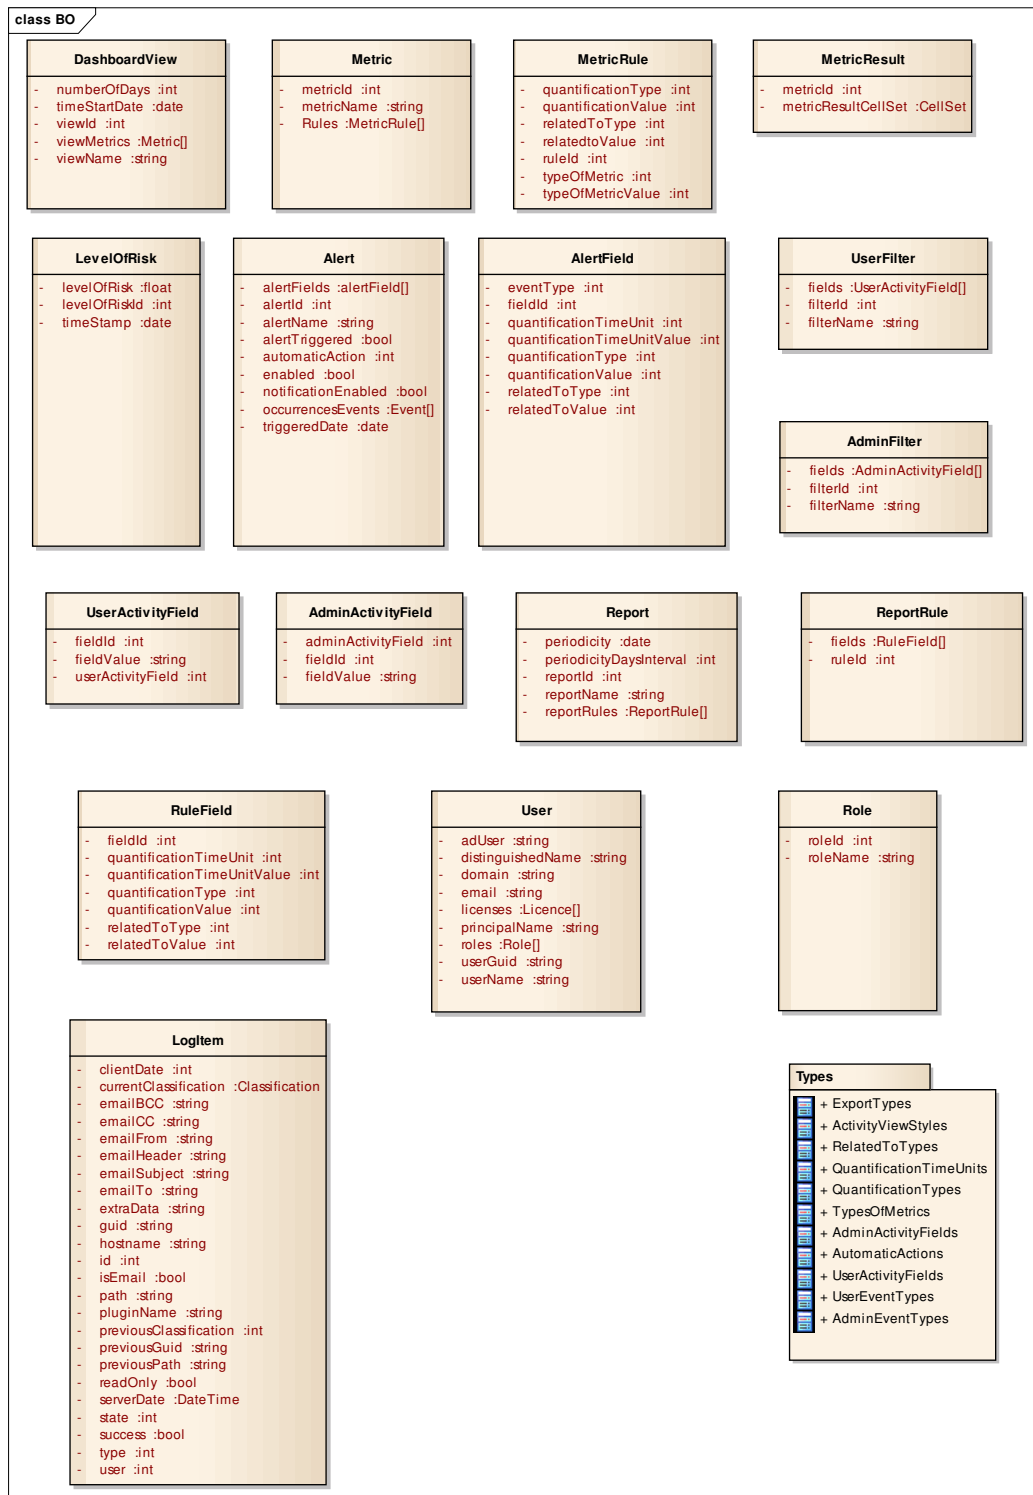 class BO
DashboardView
- numberOfDays :int
- timeStartDate :date
- viewId :int
- viewMetrics :Metric[]
- viewName :string
Metric
- metricId :int
- metricName :string
- Rules :MetricRule[]
MetricRule
- quantificationType :int
- quantificationValue :int
- relatedToType :int
- relatedtoValue :int
- ruleId :int
- typeOfMetric :int
- typeOfMetricValue :int
MetricResult
- metricId :int
- metricResultCellSet :CellSet
LevelOfRisk
- levelOfRisk :float
- levelOfRiskId :int
- timeStamp :date
Alert
- alertFields :alertField[]
- alertId :int
- alertName :string
- alertTriggered :bool
- automaticAction :int
- enabled :bool
- notificationEnabled :bool
- occurrencesEvents :Event[]
- triggeredDate :date
AlertField
- eventType :int
- fieldId :int
- quantificationTimeUnit :int
- quantificationTimeUnitValue :int
- quantificationType :int
- quantificationValue :int
- relatedToType :int
- relatedToValue :int
UserFilter
- fields :UserActivityField[]
- filterId :int
- filterName :string
AdminFilter
- fields :AdminActivityField[]
- filterId :int
- filterName :string
UserActivityField
- fieldId :int
- fieldValue :string
- userActivityField :int
AdminActivityField
- adminActivityField :int
- fieldId :int
- fieldValue :string
Report
- periodicity :date
- periodicityDaysInterval :int
- reportId :int
- reportName :string
- reportRules :ReportRule[]
ReportRule
- fields :RuleField[]
- ruleId :int
RuleField
- fieldId :int
- quantificationTimeUnit :int
- quantificationTimeUnitValue :int
- quantificationType :int
- quantificationValue :int
- relatedToType :int
- relatedToValue :int
User
- adUser :string
- distinguishedName :string
- domain :string
- email :string
- licenses :Licence[]
- principalName :string
- roles :Role[]
- userGuid :string
- userName :string
Role
- roleId :int
- roleName :string
LogItem
- clientDate :int
- currentClassification :Classification
- emailBCC :string
- emailCC :string
- emailFrom :string
- emailHeader :string
- emailSubject :string
- emailTo :string
- extraData :string
- guid :string
- hostname :string
- id :int
- isEmail :bool
- path :string
- pluginName :string
- previousClassification :int
- previousGuid :string
- previousPath :string
- readOnly :bool
- serverDate :DateTime
- state :int
- success :bool
- type :int
- user :int
Types
+ ExportTypes
+ ActivityViewStyles
+ RelatedToTypes
+ QuantificationTimeUnits
+ QuantificationTypes
+ TypesOfMetrics
+ AdminActivityFields
+ AutomaticActions
+ UserActivityFields
+ UserEventTypes
+ AdminEventTypes